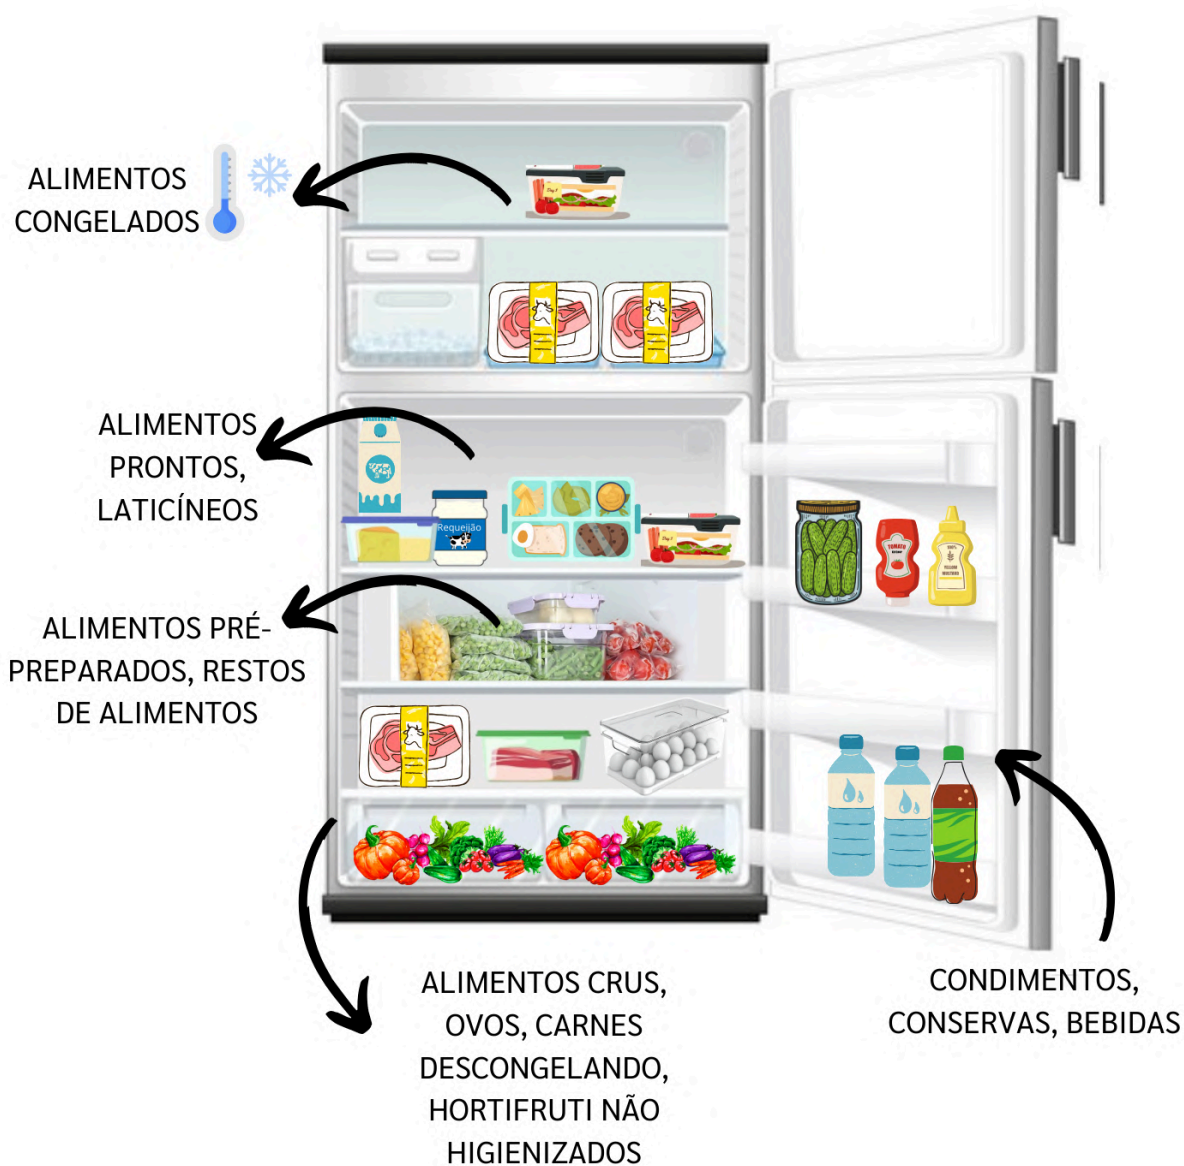 ALIMENTOS
CONGELADOS
ALIMENTOS
PRONTOS,
LATICÍNEOS
Requeijão
ALIMENTOS PRÉ-
PREPARADOS, RESTOS
DE ALIMENTOS
TOMATO
ALIMENTOS CRUS,
OVOS, CARNES
DESCONGELANDO,
HORTIFRUTI NÃO
HIGIENIZADOS
CONDIMENTOS,
CONSERVAS, BEBIDAS